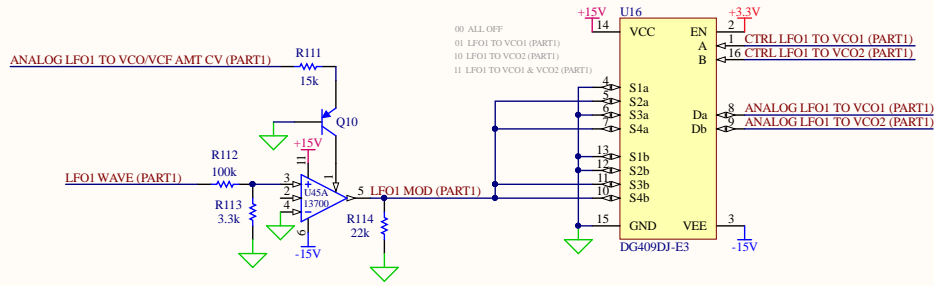 +15V
U16
+3.3V
00 ALL OFF
01 LFO1 TO VCO1 (PART1)
10 LFO1 TO VCO2 (PART1)
11 LFO1 TO VCO1 & VCO2 (PART1)
14 VCC EN 2
A 1 CTRL LFO1 TO VCO1 (PART1)
B 16 CTRL LFO1 TO VCO2 (PART1)
R111
ANALOG LFO1 TO VCO/VCF AMT CV (PART1)
15k
4 S1a
5 S2a
6 S3a Da 8 ANALOG LFO1 TO VCO1 (PART1)
7 S4a Db 9 ANALOG LFO1 TO VCO2 (PART1)
Q10
+15V
11
1
R112
100k
LFO1 WAVE (PART1)
3
2
4
+
−
U45A
13700
5 LFO1 MOD (PART1)
6
-15V
R113
3.3k
R114
22k
13 S1b
12 S2b
11 S3b
10 S4b
15 GND VEE 3
DG409DJ-E3
-15V